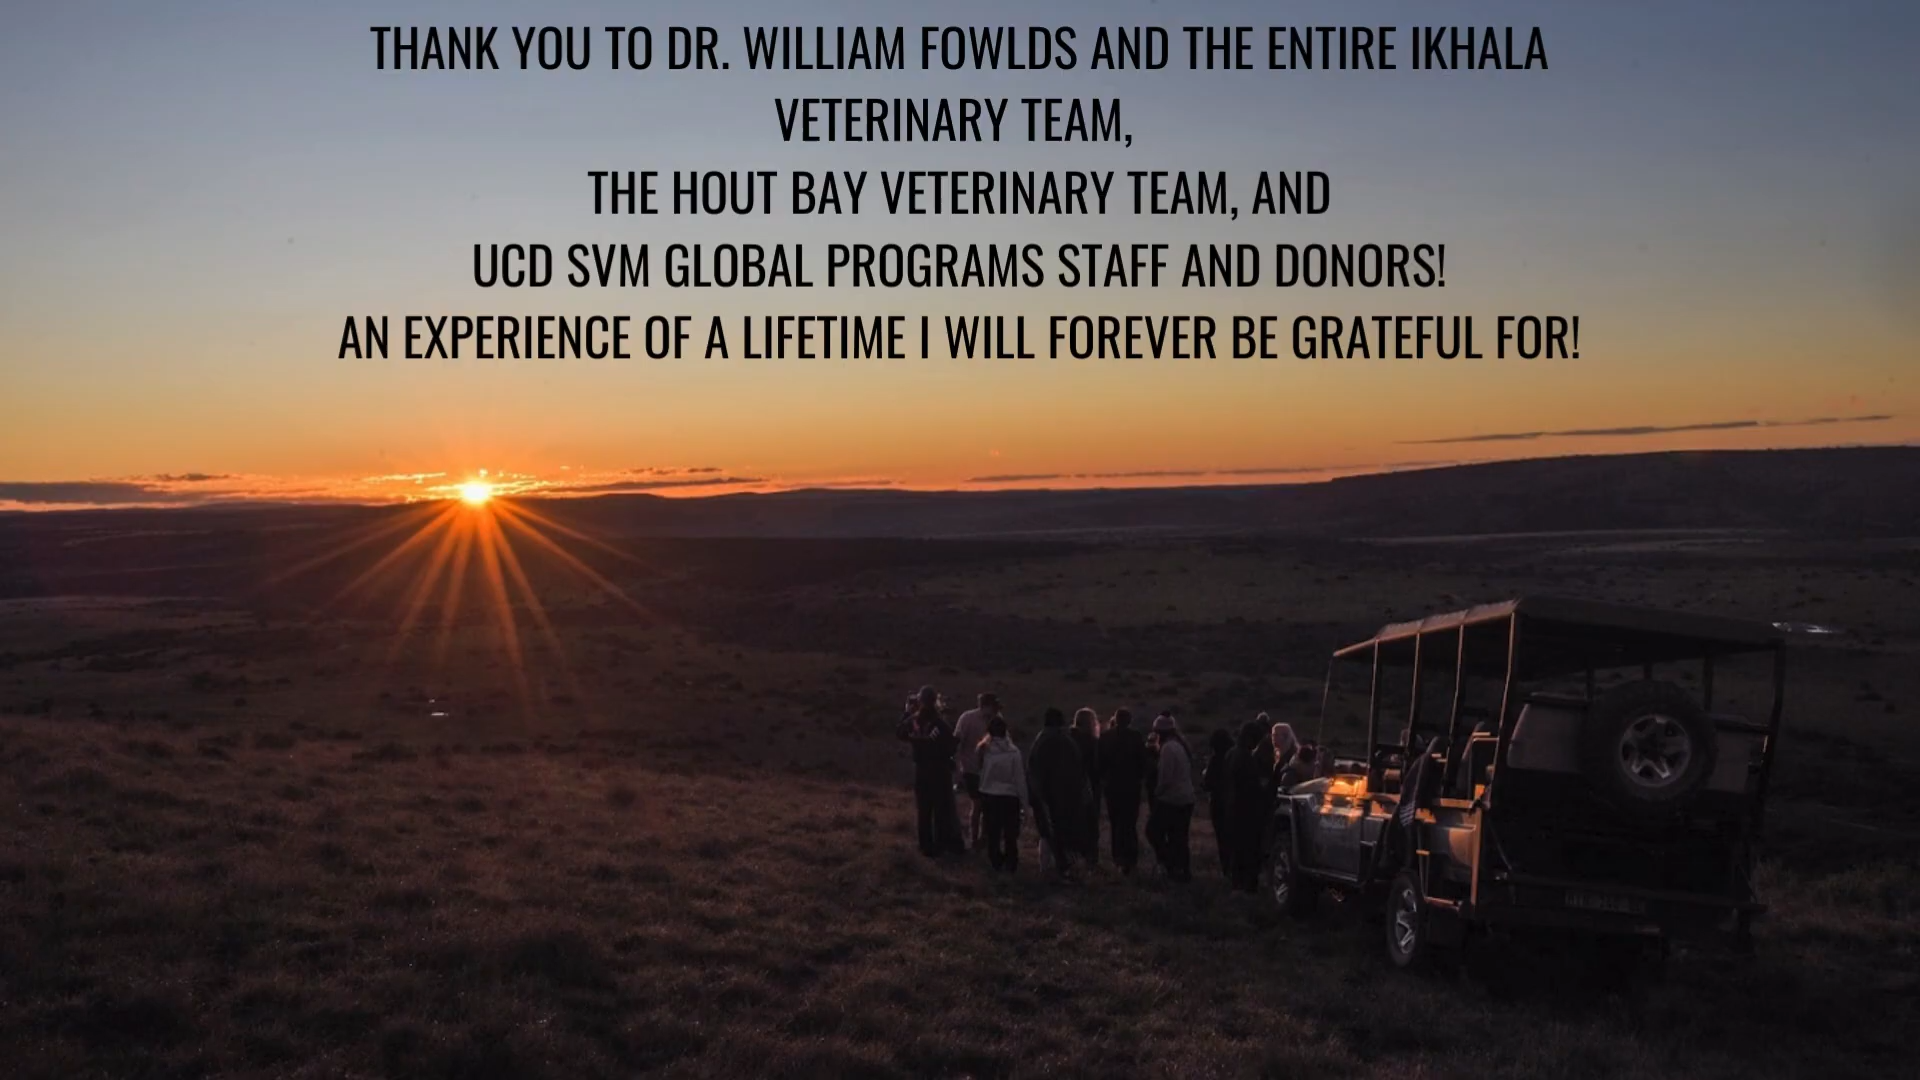 THANK YOU TO DR. WILLIAM FOWLDS AND THE ENTIRE IKHALA
VETERINARY TEAM,
THE HOUT BAY VETERINARY TEAM, AND
UCD SVM GLOBAL PROGRAMS STAFF AND DONORS!
AN EXPERIENCE OF A LIFETIME I WILL FOREVER BE GRATEFUL FOR!